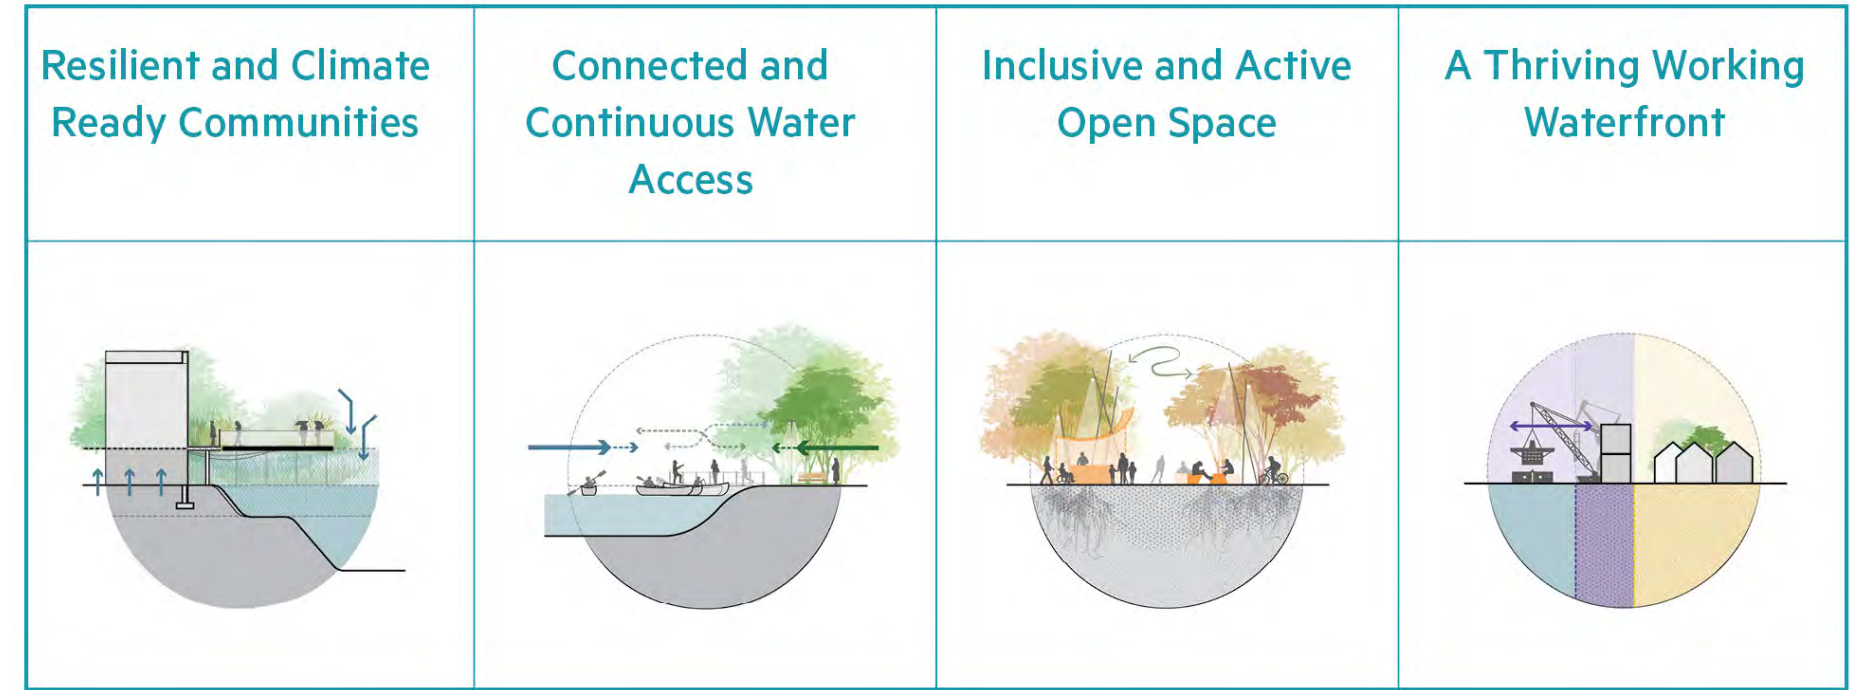 Resilient and Climate
Ready Communities
Connected and
Continuous Water
Access
Inclusive and Active
Open Space
A Thriving Working
Waterfront